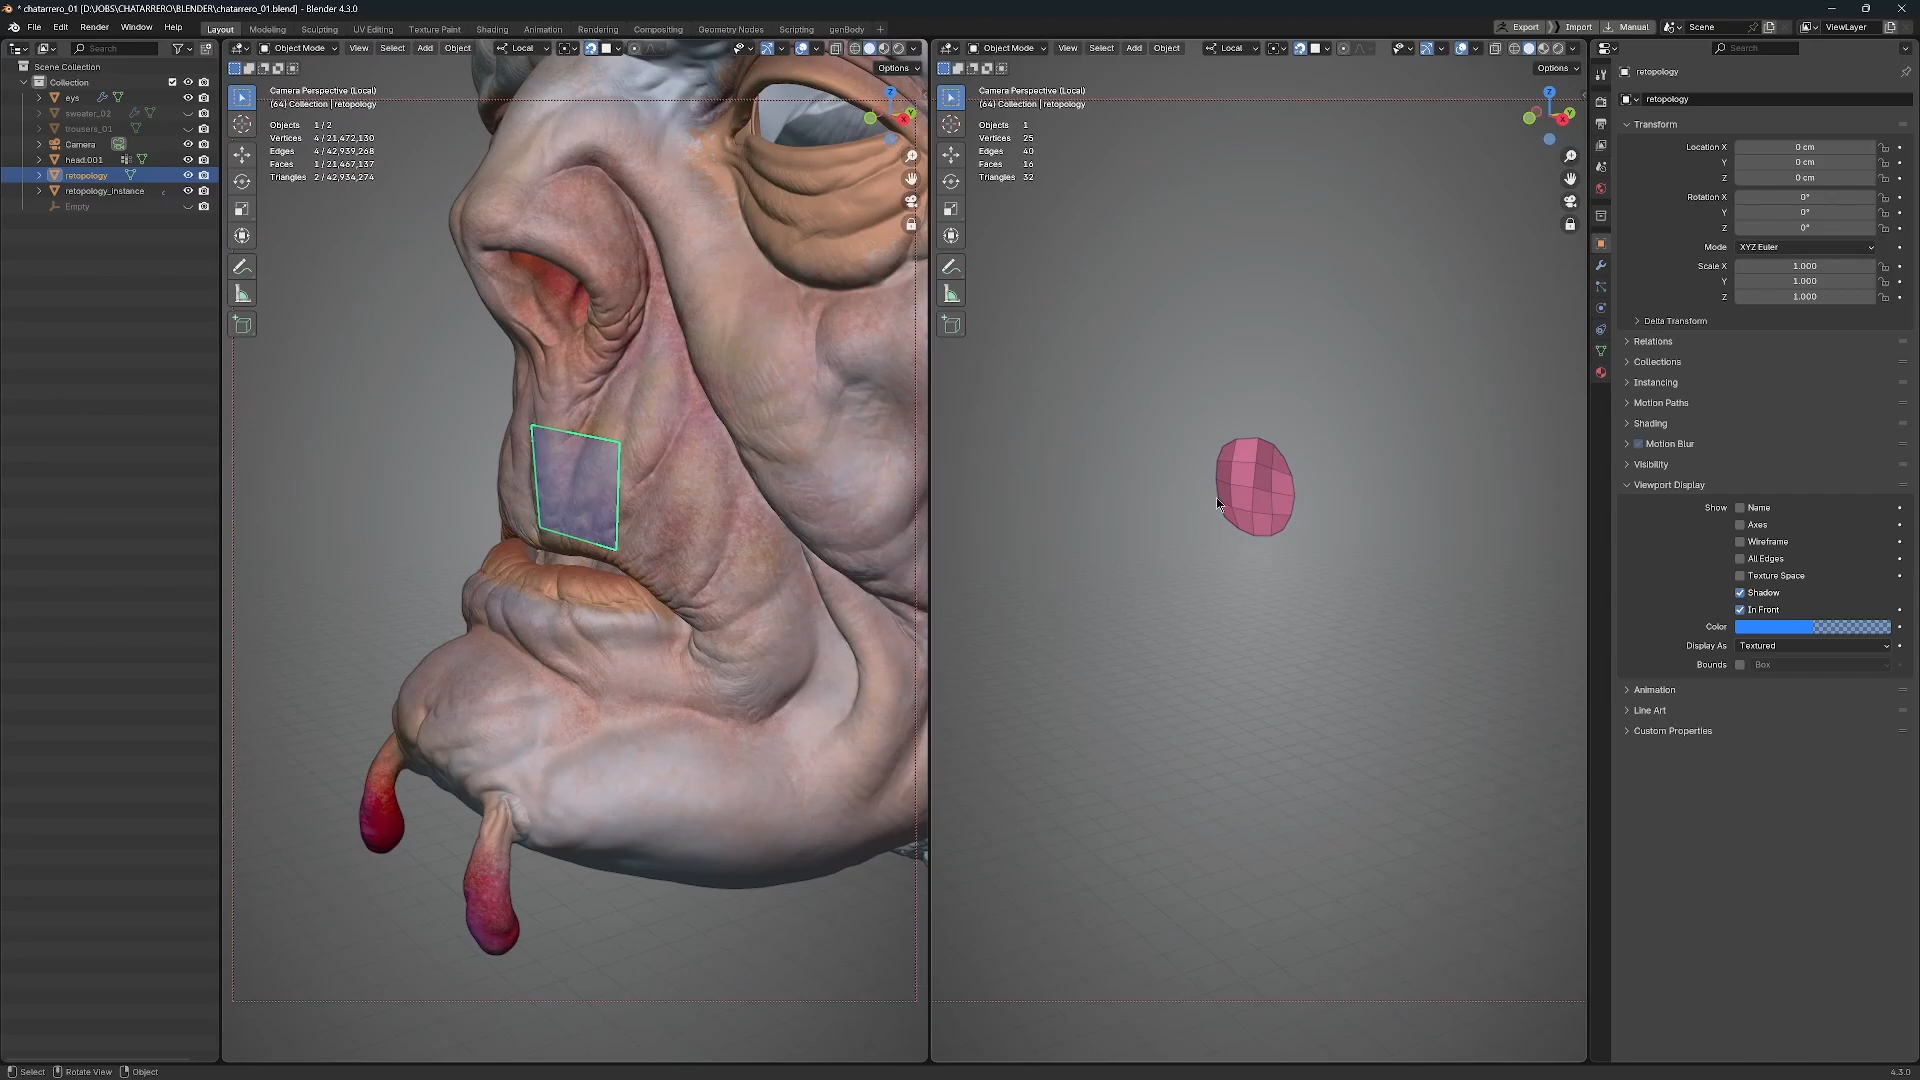 * chatarrero_01 [D:\JOBS\CHATARRERO\BLENDER\chatarrero_01.blend] - Blender 4.3.0
File Edit Render Window Help Layout Modeling Sculpting UV Editing Texture Paint Shading Animation Rendering Compositing Geometry Nodes Scripting genBody + Export Import Manual Scene ViewLayer
Search Object Mode View Select Add Object Local Object Mode View Select Add Object Local Search
Options Options
Scene Collection
Collection
eys
sweater_02
trousers_01
Camera
head.001
retopology
retopology_instance
Empty
Camera Perspective (Local)
(64) Collection | retopology
Objects 1 / 2
Vertices 4 / 21,472,130
Edges 4 / 42,939,268
Faces 1 / 21,467,137
Triangles 2 / 42,934,274
Z
Y
X
Camera Perspective (Local)
(64) Collection | retopology
Objects 1
Vertices 25
Edges 40
Faces 16
Triangles 32
Z
Y
X
retopology
retopology
Transform
Location X 0 cm
Y 0 cm
Z 0 cm
Rotation X 0°
Y 0°
Z 0°
Mode XYZ Euler
Scale X 1.000
Y 1.000
Z 1.000
Delta Transform
Relations
Collections
Instancing
Motion Paths
Shading
Motion Blur
Visibility
Viewport Display
Show Name
Axes
Wireframe
All Edges
Texture Space
Shadow
In Front
Color
Display As Textured
Bounds Box
Animation
Line Art
Custom Properties
Select Rotate View Object 4.3.0